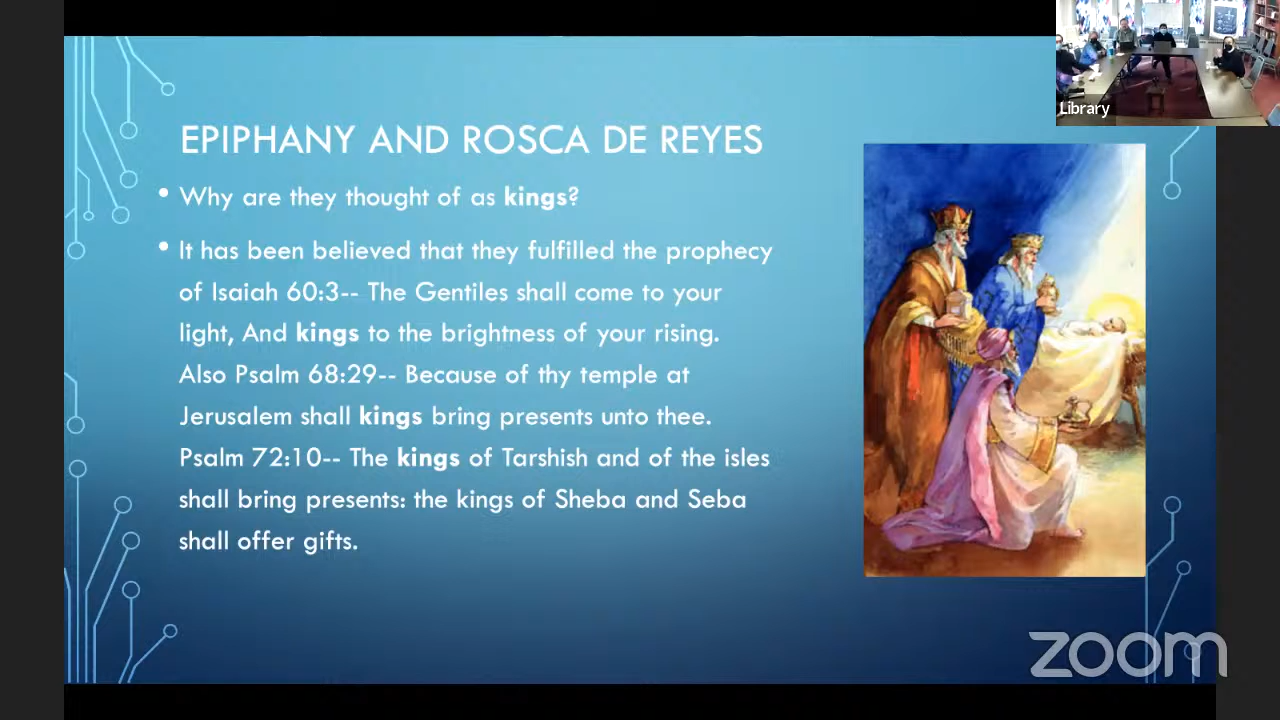 Library
EPIPHANY AND ROSCA DE REYES
• Why are they thought of as kings?
• It has been believed that they fulfilled the prophecy
of Isaiah 60:3-- The Gentiles shall come to your
light, And kings to the brightness of your rising.
Also Psalm 68:29-- Because of thy temple at
Jerusalem shall kings bring presents unto thee.
Psalm 72:10-- The kings of Tarshish and of the isles
shall bring presents: the kings of Sheba and Seba
shall offer gifts.
zoom